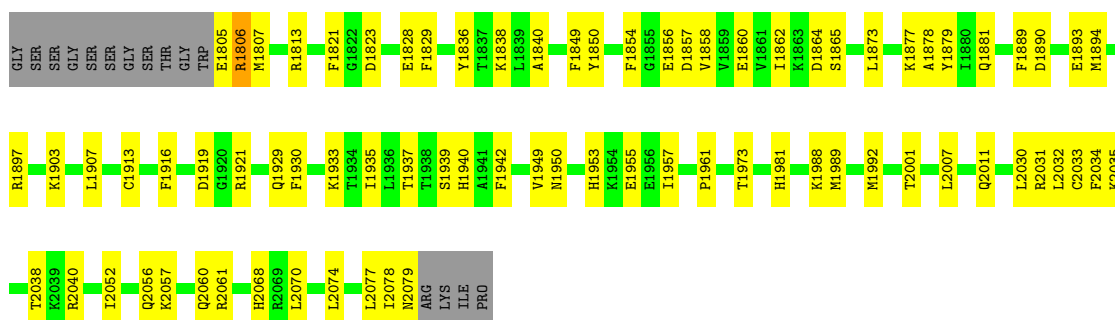 GLY SER SER GLY SER SER GLY SER THR GLY TRP E1805 R1806 M1807 R1813 F1821 G1822 D1823 E1828 F1829 Y1836 T1837 K1838 L1839 A1840 F1849 Y1850 F1854 G1855 E1856 D1857 V1858 V1859 E1860 V1861 I1862 K1863 D1864 S1865 L1873 K1877 A1878 Y1879 I1880 Q1881 F1889 D1890 E1893 M1894
R1897 K1903 L1907 C1913 F1916 D1919 G1920 R1921 Q1929 F1930 K1933 T1934 I1935 L1936 T1937 T1938 S1939 H1940 A1941 F1942 V1949 N1950 H1953 K1954 E1955 E1956 I1957 P1961 T1973 H1981 K1988 M1989 M1992 T2001 L2007 Q2011 L2030 R2031 L2032 C2033 F2034 K2035
T2038 K2039 R2040 I2052 Q2056 K2057 Q2060 R2061 H2068 R2069 L2070 L2074 L2077 I2078 N2079 ARG LYS ILE PRO